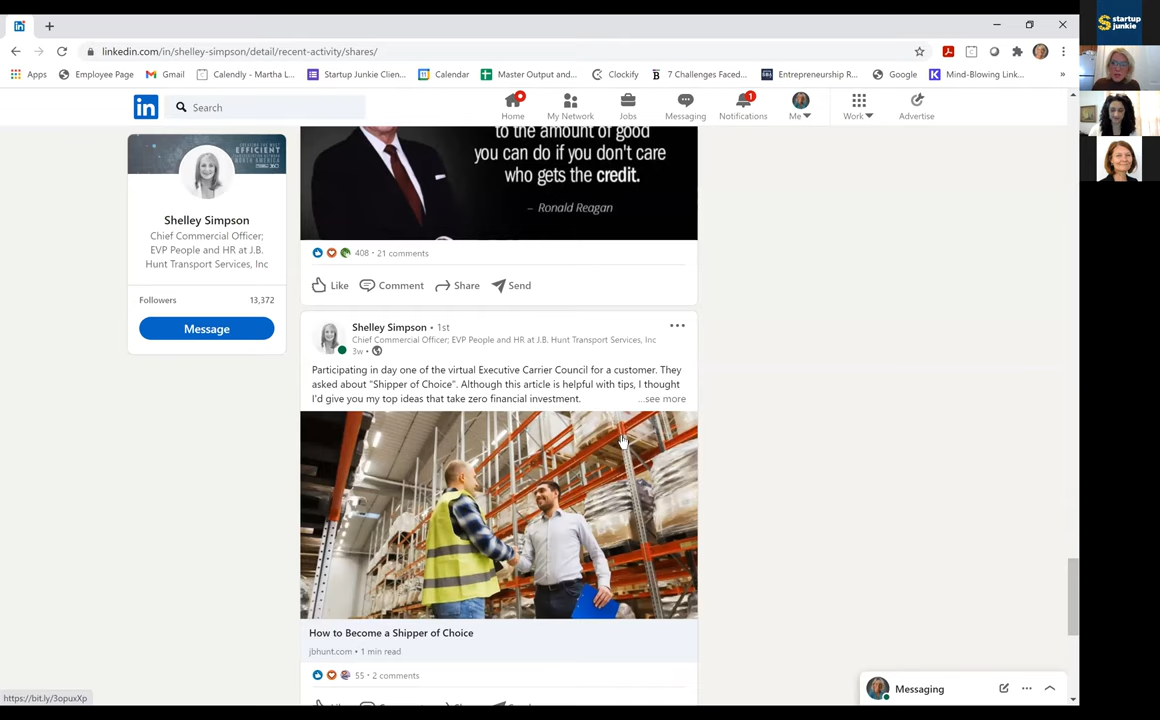 linkedin.com/in/shelley-simpson/detail/recent-activity/shares/
Apps
Employee Page
Gmail
Calendly - Martha L...
Startup Junkie Clien...
Calendar
Master Output and...
Clockify
7 Challenges Faced...
Entrepreneurship R...
Google
Mind-Blowing Link...
»
startup
junkie
in
Search
Home
My Network
Jobs
Messaging
1
Notifications
Me
Work
Advertise
EFFICIENT
NORTH AMERICA
Shelley Simpson
Chief Commercial Officer;
EVP People and HR at J.B.
Hunt Transport Services, Inc
Followers 13,372
Message
to the amount of good
you can do if you don't care
who gets the credit.
– Ronald Reagan
408 • 21 comments
Like
Comment
Share
Send
Shelley Simpson • 1st
Chief Commercial Officer; EVP People and HR at J.B. Hunt Transport Services, Inc
3w •
Participating in day one of the virtual Executive Carrier Council for a customer. They
asked about "Shipper of Choice". Although this article is helpful with tips, I thought
I'd give you my top ideas that take zero financial investment. ...see more
How to Become a Shipper of Choice
jbhunt.com • 1 min read
55 • 2 comments
https://bit.ly/3opuxXp
Messaging